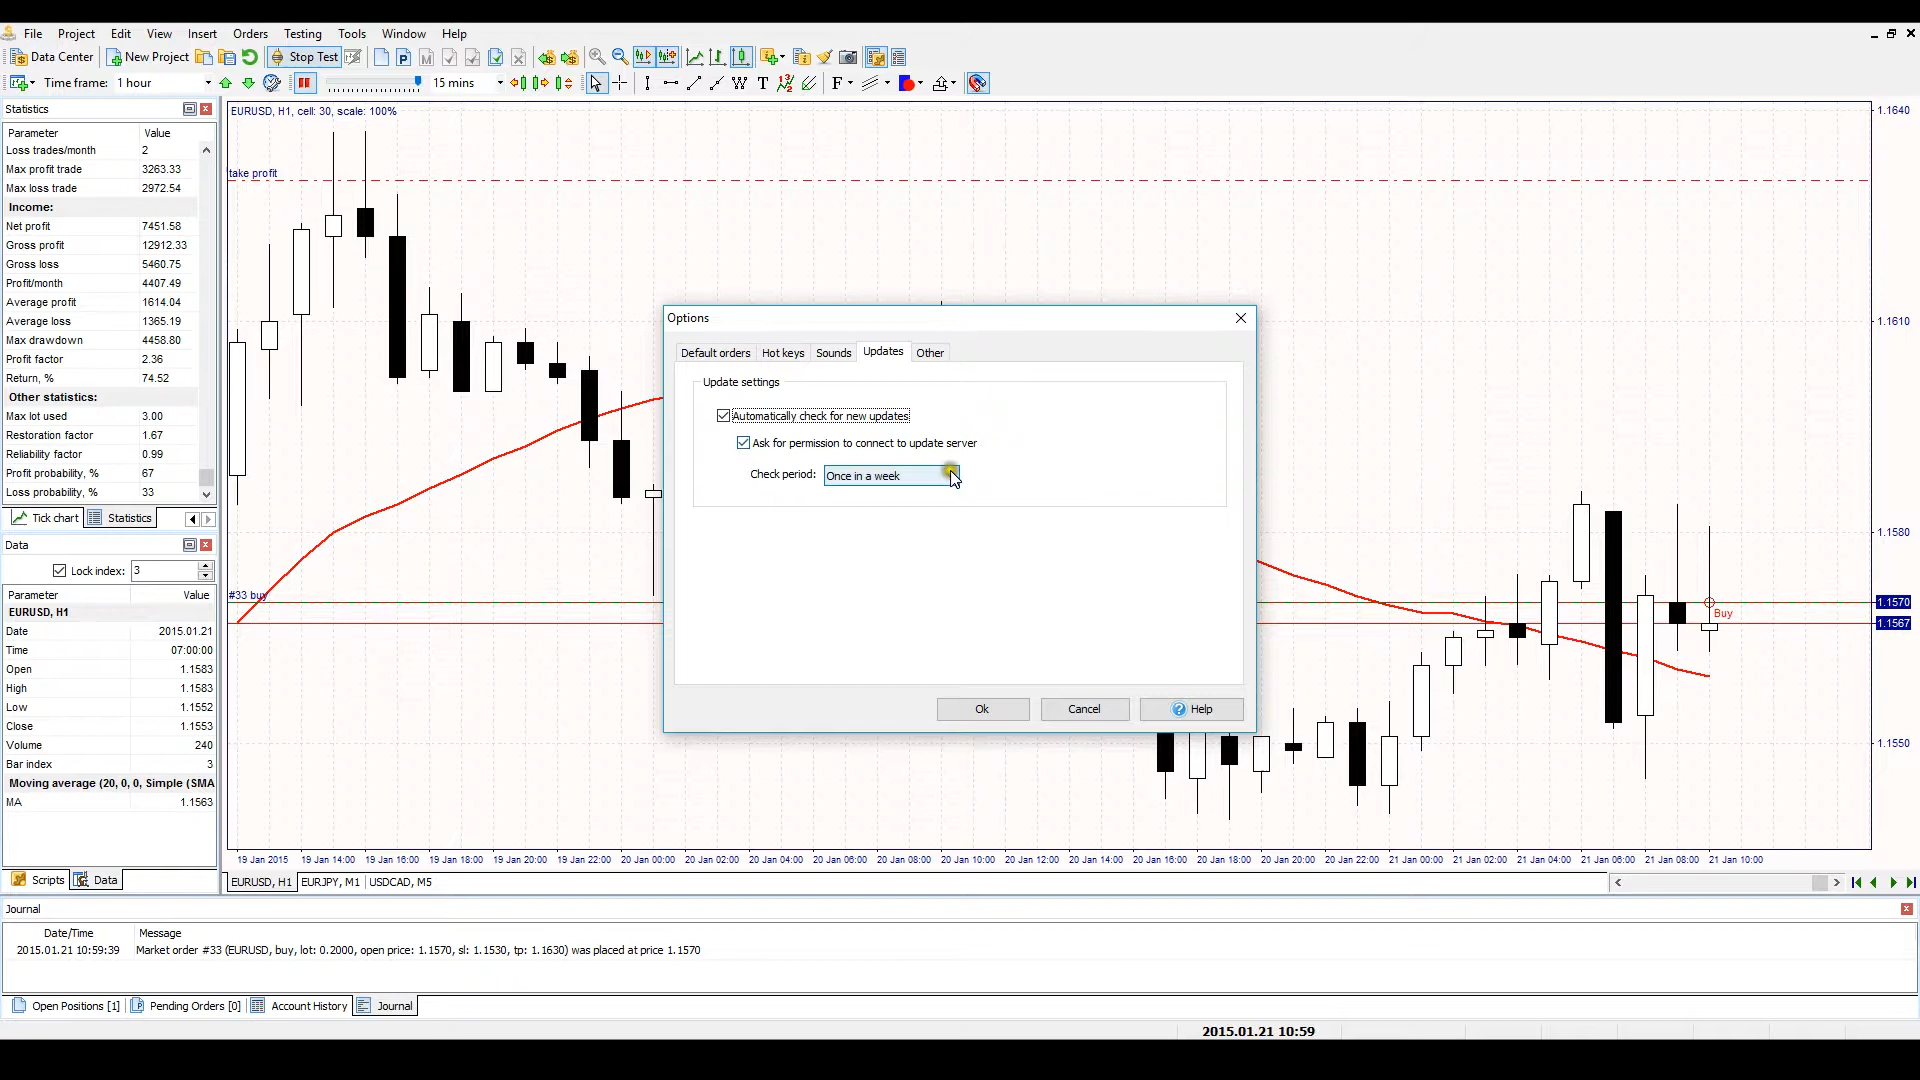 File Project Edit View Insert Orders Testing Tools Window Help
Data Center New Project Stop Test
Time frame: 1 hour 15 mins
Statistics
Parameter Value
Loss trades/month 2
Max profit trade 3263.33
Max loss trade 2972.54
Income:
Net profit 7451.58
Gross profit 12912.33
Gross loss 5460.75
Profit/month 4407.49
Average profit 1614.04
Average loss 1365.19
Max drawdown 4458.80
Profit factor 2.36
Return, % 74.52
Other statistics:
Max lot used 3.00
Restoration factor 1.67
Reliability factor 0.99
Profit probability, % 67
Loss probability, % 33
Tick chart Statistics
Data
Lock index: 3
Parameter Value
EURUSD, H1
Date 2015.01.21
Time 07:00:00
Open 1.1583
High 1.1583
Low 1.1552
Close 1.1553
Volume 240
Bar index 3
Moving average (20, 0, 0, Simple (SMA
MA 1.1563
Scripts Data
EURUSD, H1, cell: 30, scale: 100%
take profit
#33 buy
Buy
1.1640
1.1610
1.1580
1.1570
1.1567
1.1550
Options
Default orders Hot keys Sounds Updates Other
Update settings
Automatically check for new updates
Ask for permission to connect to update server
Check period: Once in a week
Ok Cancel Help
19 Jan 2015 19 Jan 14:00 19 Jan 16:00 19 Jan 18:00 19 Jan 20:00 19 Jan 22:00 20 Jan 00:00 20 Jan 02:00 20 Jan 04:00 20 Jan 06:00 20 Jan 08:00 20 Jan 10:00 20 Jan 12:00 20 Jan 14:00 20 Jan 16:00 20 Jan 18:00 20 Jan 20:00 20 Jan 22:00 21 Jan 00:00 21 Jan 02:00 21 Jan 04:00 21 Jan 06:00 21 Jan 08:00 21 Jan 10:00
EURUSD, H1 EURJPY, M1 USDCAD, M5
Journal
Date/Time Message
2015.01.21 10:59:39 Market order #33 (EURUSD, buy, lot: 0.2000, open price: 1.1570, sl: 1.1530, tp: 1.1630) was placed at price 1.1570
Open Positions [1] Pending Orders [0] Account History Journal
2015.01.21 10:59